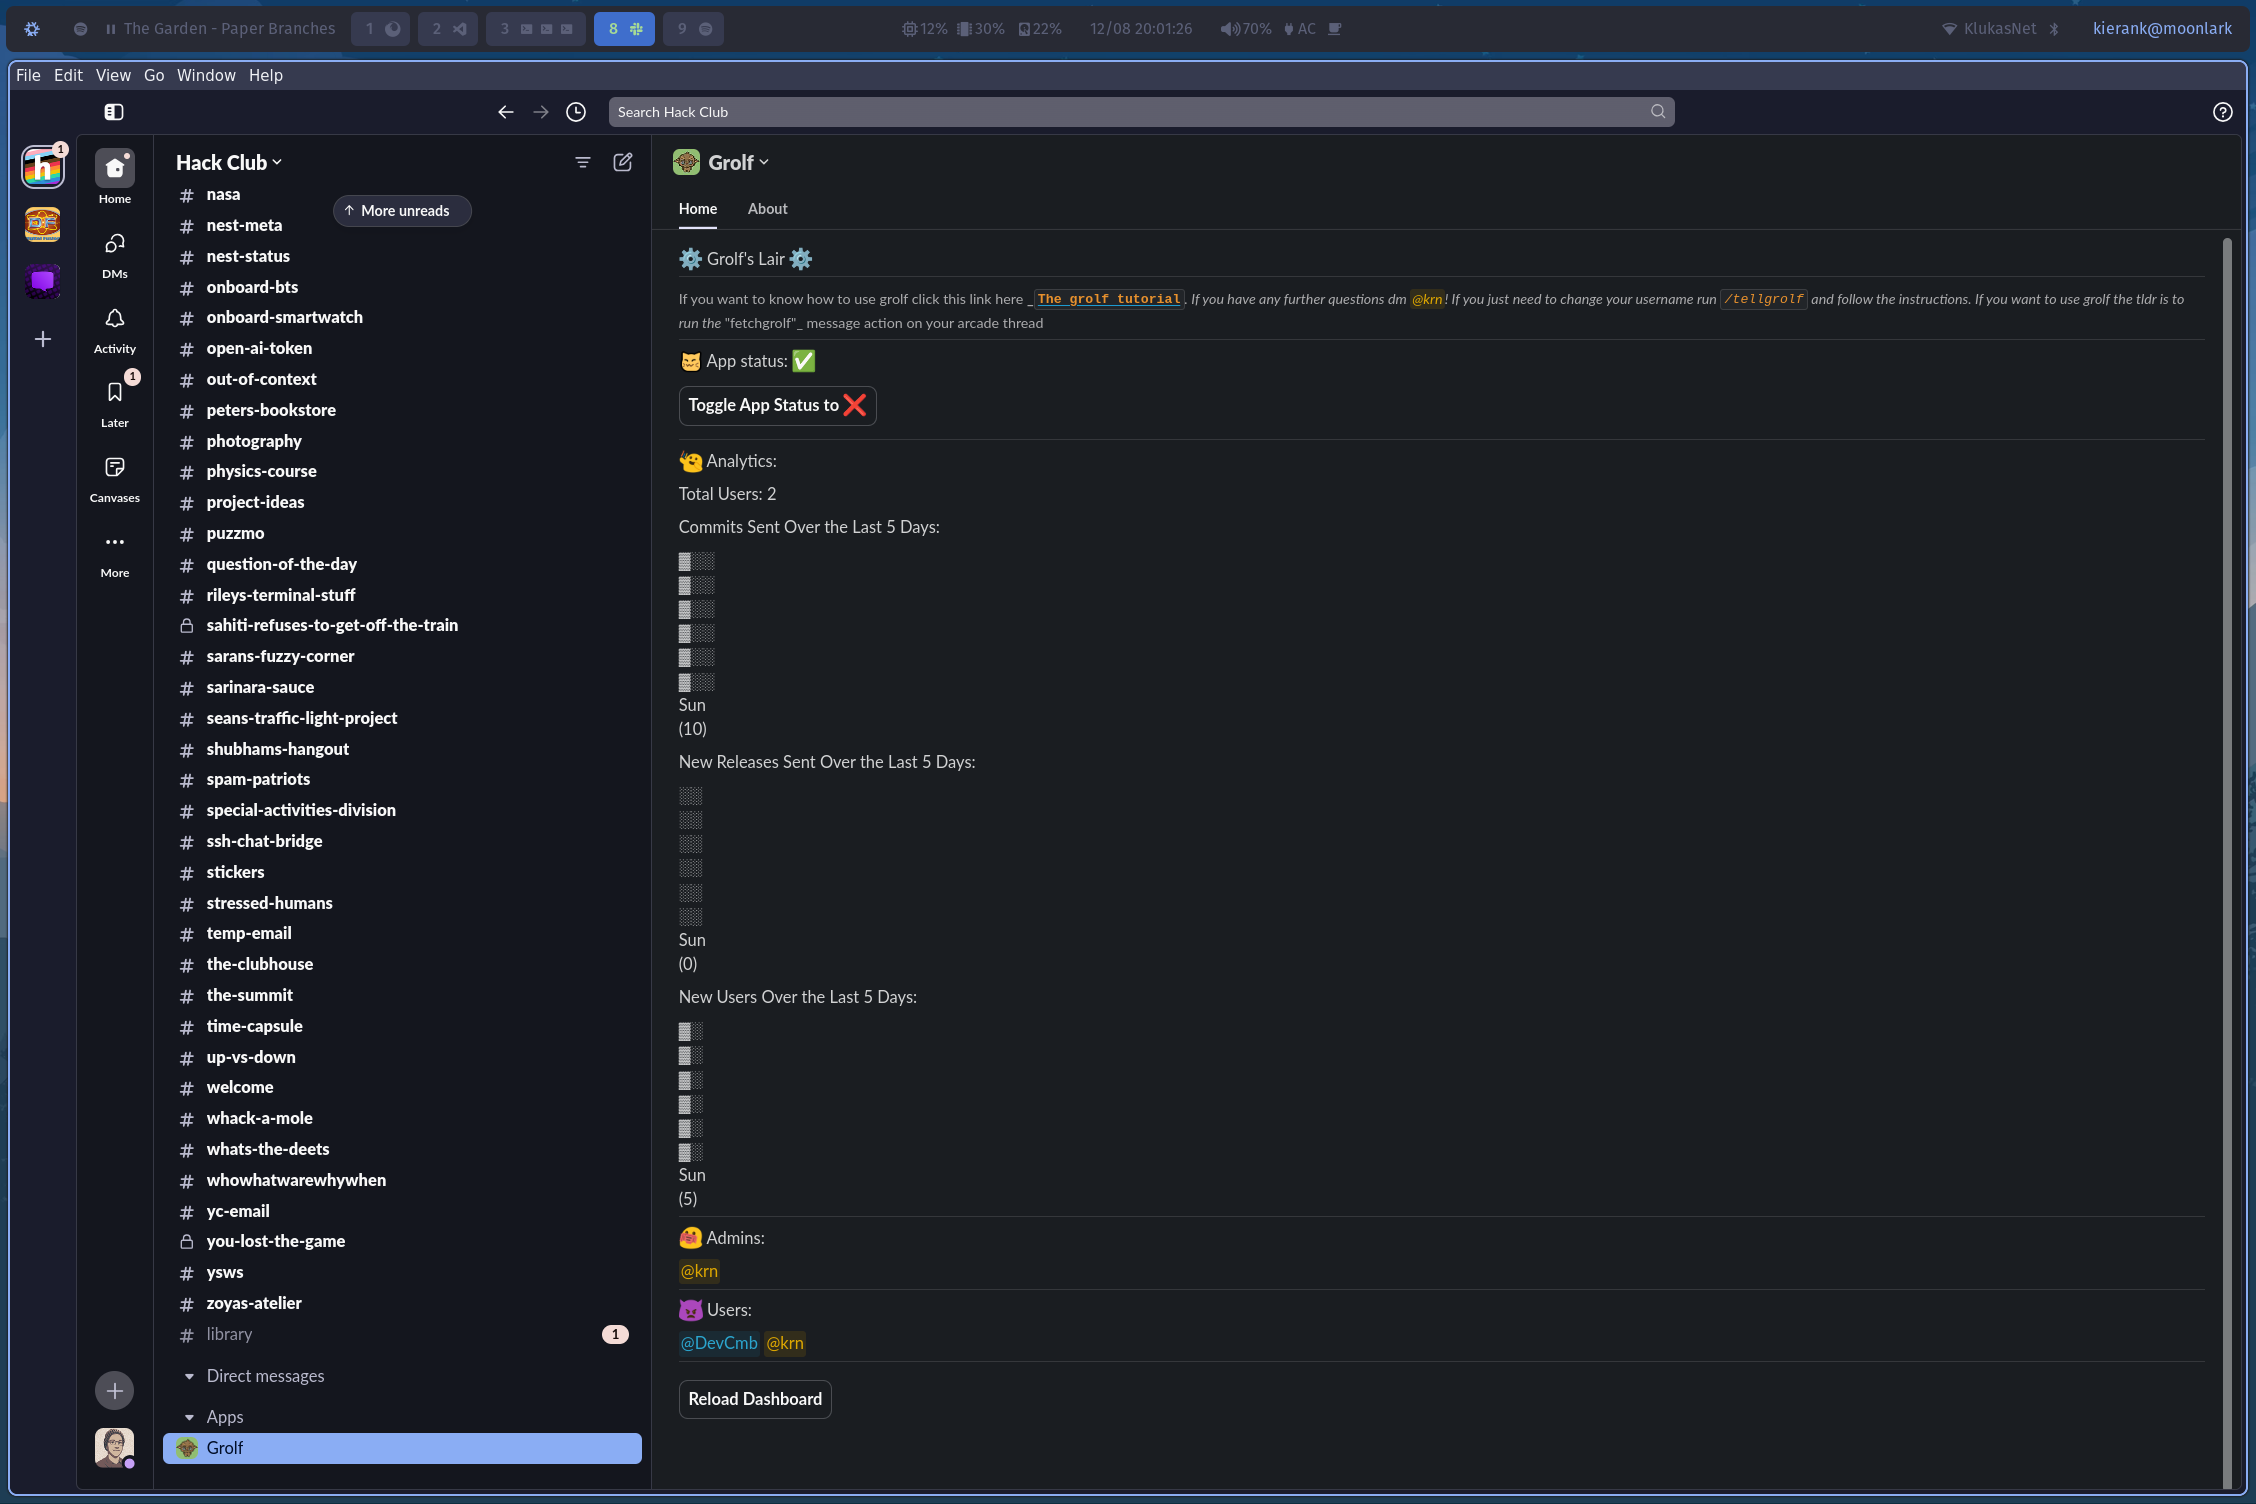 The Garden - Paper Branches
1
2
3
8
9
12%
30%
22%
12/08 20:01:26
70%
AC
KlukasNet
kierank@moonlark
File Edit View Go Window Help
Search Hack Club
1
Home
DMs
Activity
1
Later
Canvases
More
Hack Club
More unreads
# nasa
# nest-meta
# nest-status
# onboard-bts
# onboard-smartwatch
# open-ai-token
# out-of-context
# peters-bookstore
# photography
# physics-course
# project-ideas
# puzzmo
# question-of-the-day
# rileys-terminal-stuff
sahiti-refuses-to-get-off-the-train
# sarans-fuzzy-corner
# sarinara-sauce
# seans-traffic-light-project
# shubhams-hangout
# spam-patriots
# special-activities-division
# ssh-chat-bridge
# stickers
# stressed-humans
# temp-email
# the-clubhouse
# the-summit
# time-capsule
# up-vs-down
# welcome
# whack-a-mole
# whats-the-deets
# whowhatwarewhywhen
# yc-email
you-lost-the-game
# ysws
# zoyas-atelier
# library 1
Direct messages
Apps
Grolf
Grolf
Home About
⚙️ Grolf's Lair ⚙️
If you want to know how to use grolf click this link here _The grolf tutorial. If you have any further questions dm @krn! If you just need to change your username run /tellgrolf and follow the instructions. If you want to use grolf the tldr is to
run the "fetchgrolf"_ message action on your arcade thread
App status: ✅
Toggle App Status to ❌
Analytics:
Total Users: 2
Commits Sent Over the Last 5 Days:
▓░░
▓░░
▓░░
▓░░
▓░░
▓░░
Sun
(10)
New Releases Sent Over the Last 5 Days:
░░
░░
░░
░░
░░
░░
Sun
(0)
New Users Over the Last 5 Days:
▓░
▓░
▓░
▓░
▓░
▓░
Sun
(5)
Admins:
@krn
Users:
@DevCmb @krn
Reload Dashboard